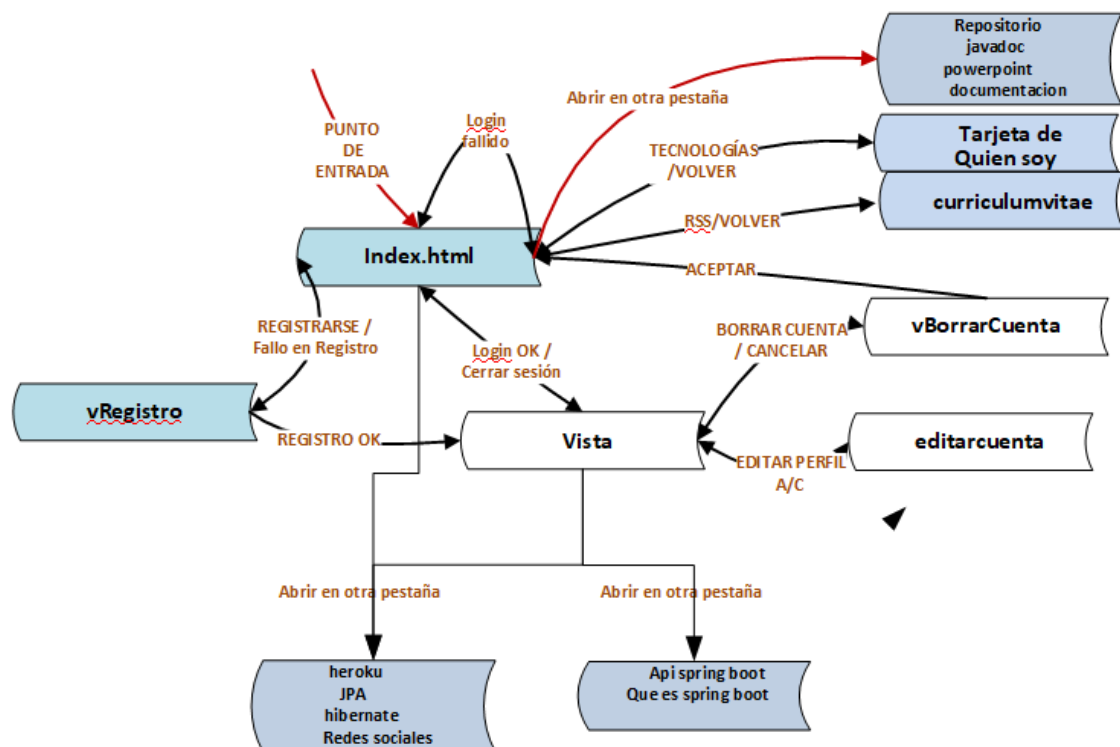 Repositorio
javadoc
powerpoint
documentacion
Abrir en otra pestaña
Login
fallido
PUNTO
DE
ENTRADA
TECNOLOGÍAS
/VOLVER
Tarjeta de
Quien soy
curriculumvitae
RSS/VOLVER
Index.html
ACEPTAR
REGISTRARSE /
Fallo en Registro
BORRAR CUENTA
/ CANCELAR
vBorrarCuenta
Login OK /
Cerrar sesión
vRegistro
REGISTRO OK
Vista
EDITAR PERFIL
A/C
editarcuenta
Abrir en otra pestaña
Abrir en otra pestaña
heroku
JPA
hibernate
Redes sociales
Api spring boot
Que es spring boot